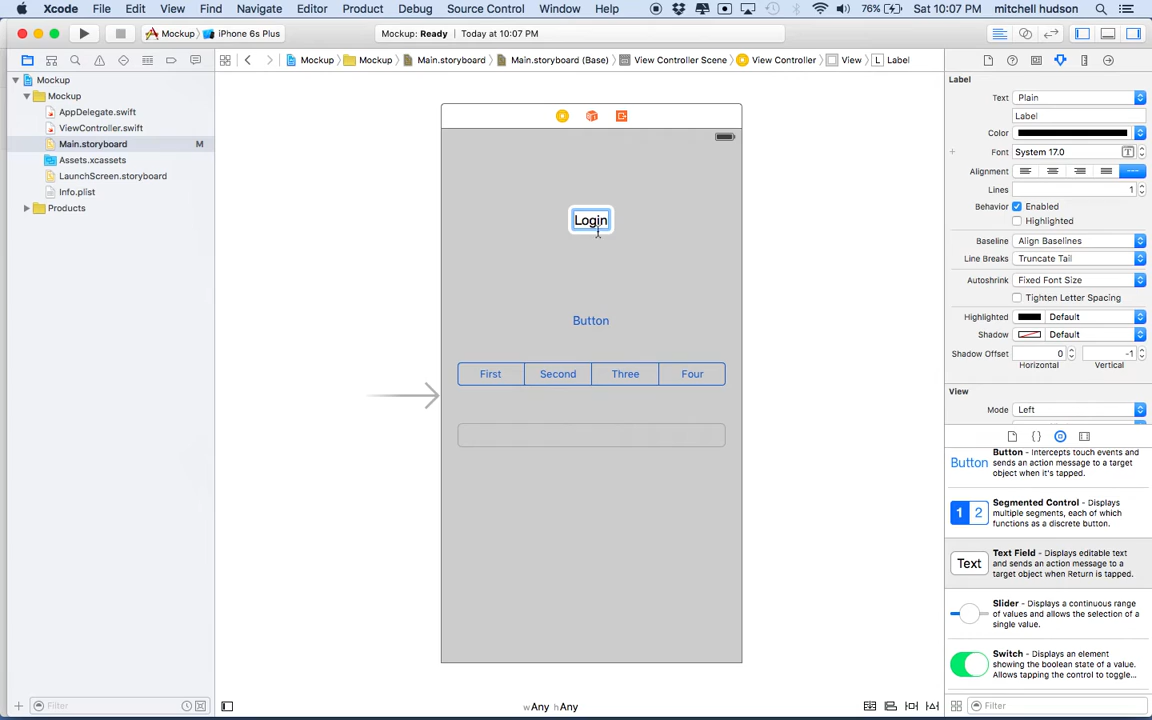 Xcode File Edit View Find Navigate Editor Product Debug Source Control Window Help 76% Sat 10:07 PM mitchell hudson
Mockup iPhone 6s Plus Mockup: Ready Today at 10:07 PM
Mockup Mockup Main.storyboard Main.storyboard (Base) View Controller Scene View Controller View L Label
Mockup
Mockup
AppDelegate.swift
ViewController.swift
Main.storyboard M
Assets.xcassets
LaunchScreen.storyboard
Info.plist
Products
Filter
Login
Button
First Second Three Four
wAny hAny
Label
Text Plain
Label
Color
Font System 17.0
Alignment
Lines 1
Behavior Enabled
Highlighted
Baseline Align Baselines
Line Breaks Truncate Tail
Autoshrink Fixed Font Size
Tighten Letter Spacing
Highlighted Default
Shadow Default
Shadow Offset 0 -1
Horizontal Vertical
View
Mode Left
Button Button - Intercepts touch events and
sends an action message to a target
object when it's tapped.
1 2 Segmented Control - Displays
multiple segments, each of which
functions as a discrete button.
Text Text Field - Displays editable text
and sends an action message to a
target object when Return is tapped.
Slider - Displays a continuous range
of values and allows the selection of a
single value.
Switch - Displays an element
showing the boolean state of a value.
Allows tapping the control to toggle...
Filter